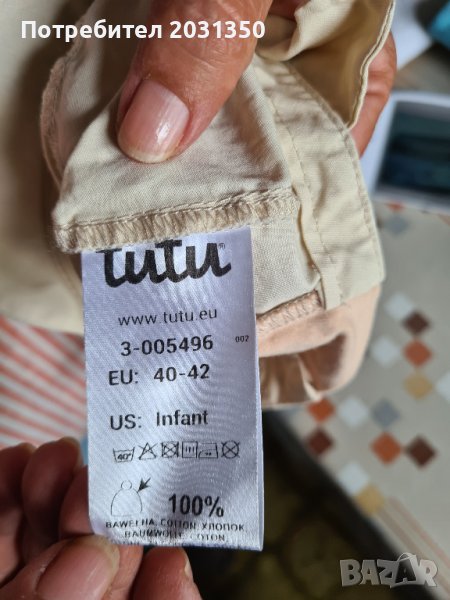 Потребител 2031350
tutu
www.tutu.eu
3-005496 002
EU: 40-42
US: Infant
40°
100%
BAWEŁNA, COTTON, ХЛОПОК
BAUMWOLLE, COTON
BAZAR